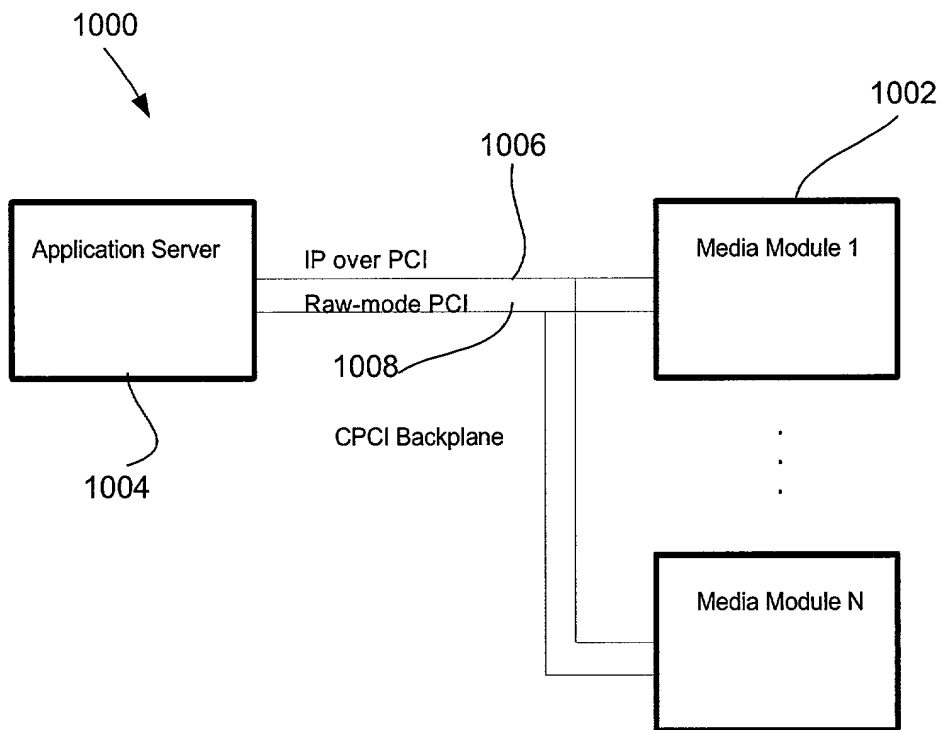 1000
1002
1006
Application Server
Media Module 1
IP over PCI
Raw-mode PCI
1008
CPCI Backplane
1004
Media Module N